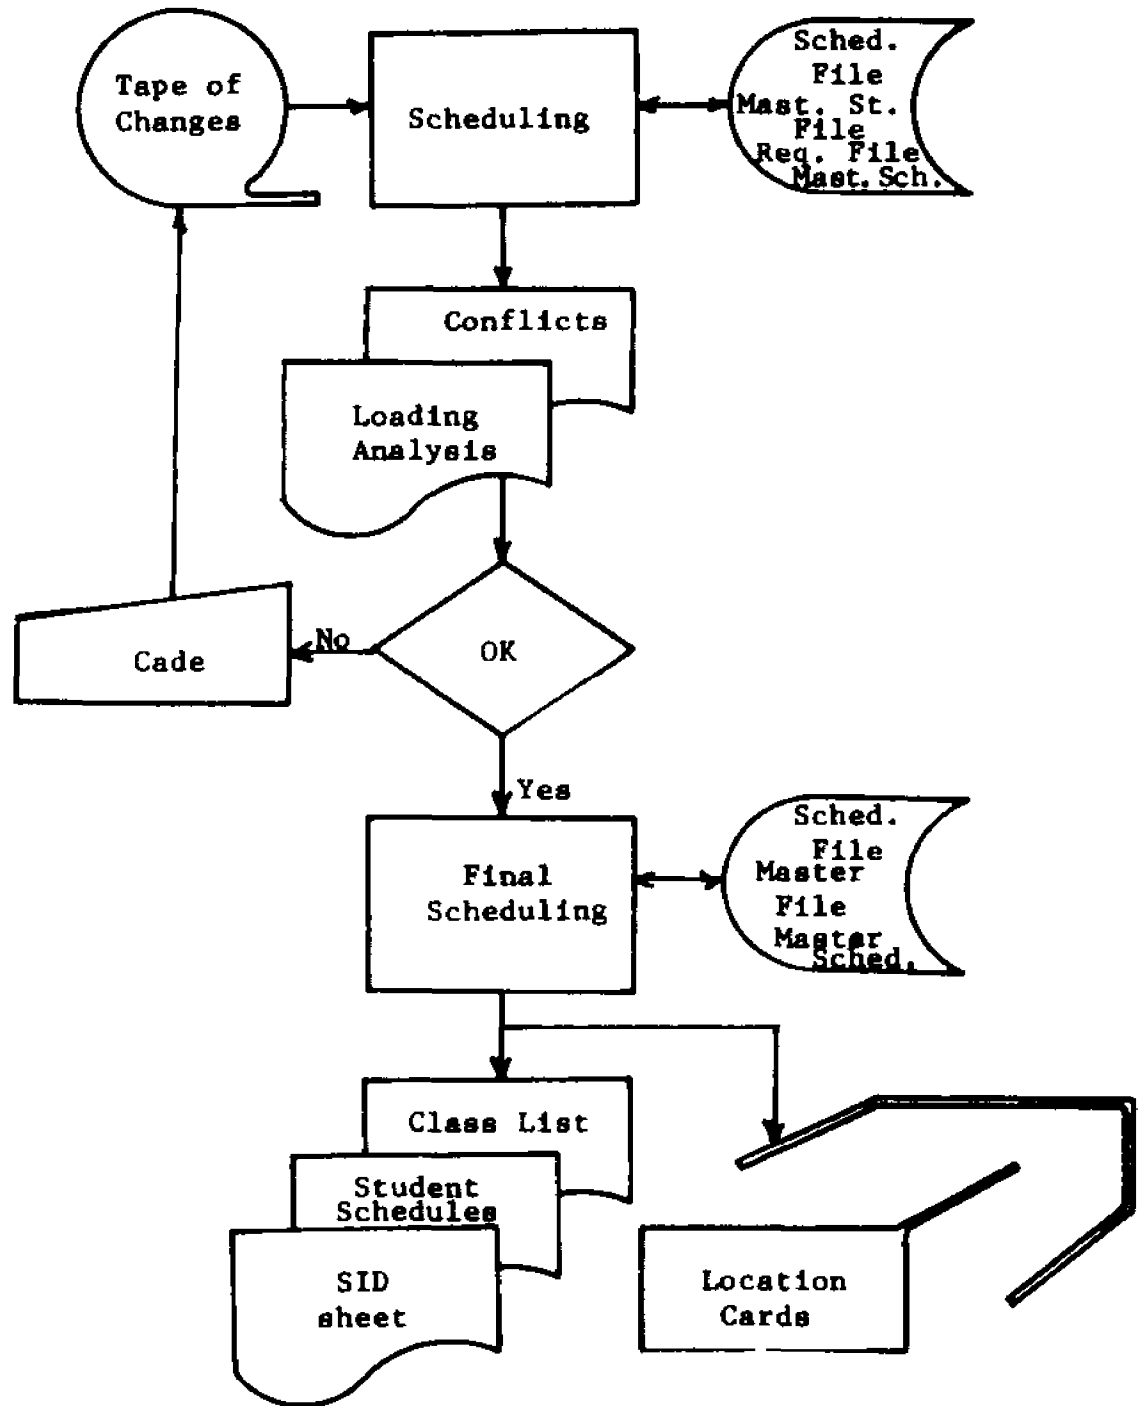 Tape of
Changes
Scheduling
Sched.
File
Mast. St.
File
Req. File
Mast. Sch.
Conflicts
Loading
Analysis
OK
No
Cade
Yes
Final
Scheduling
Sched.
File
Master
File
Master
Sched.
Class List
Student
Schedules
SID
sheet
Location
Cards